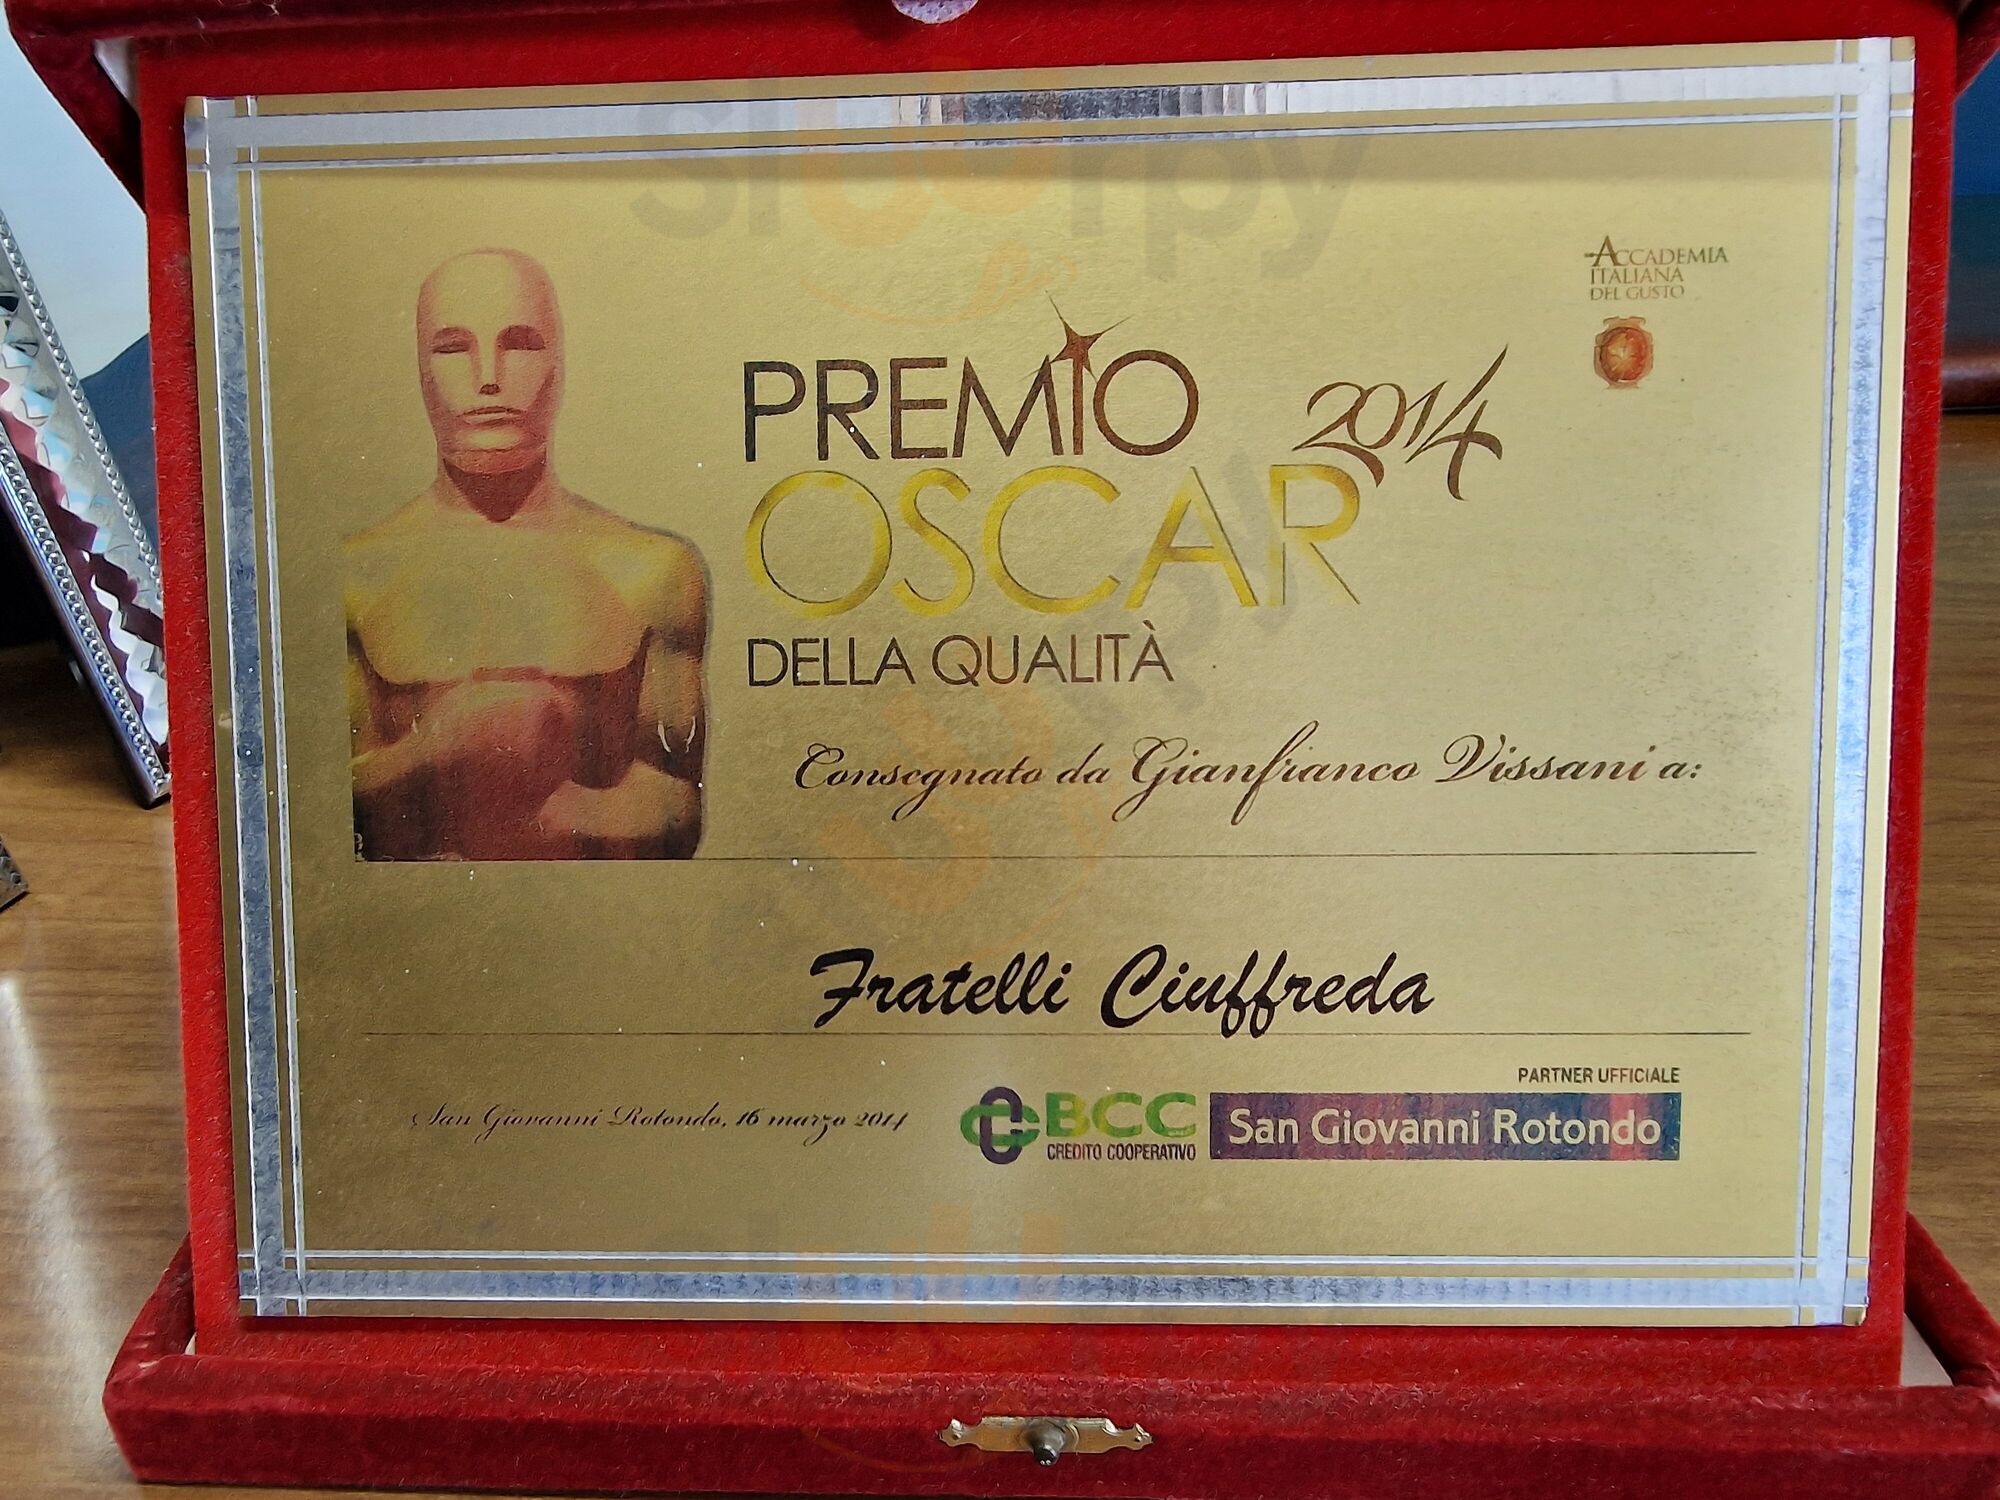 sluurpy
ACCADEMIA
ITALIANA
DEL GUSTO
PREMIO 2014
OSCAR
DELLA QUALITÀ
Consegnato da Gianfranco Vissani a:
Fratelli Ciuffreda
PARTNER UFFICIALE
San Giovanni Rotondo, 16 marzo 2014
BCC San Giovanni Rotondo
CREDITO COOPERATIVO